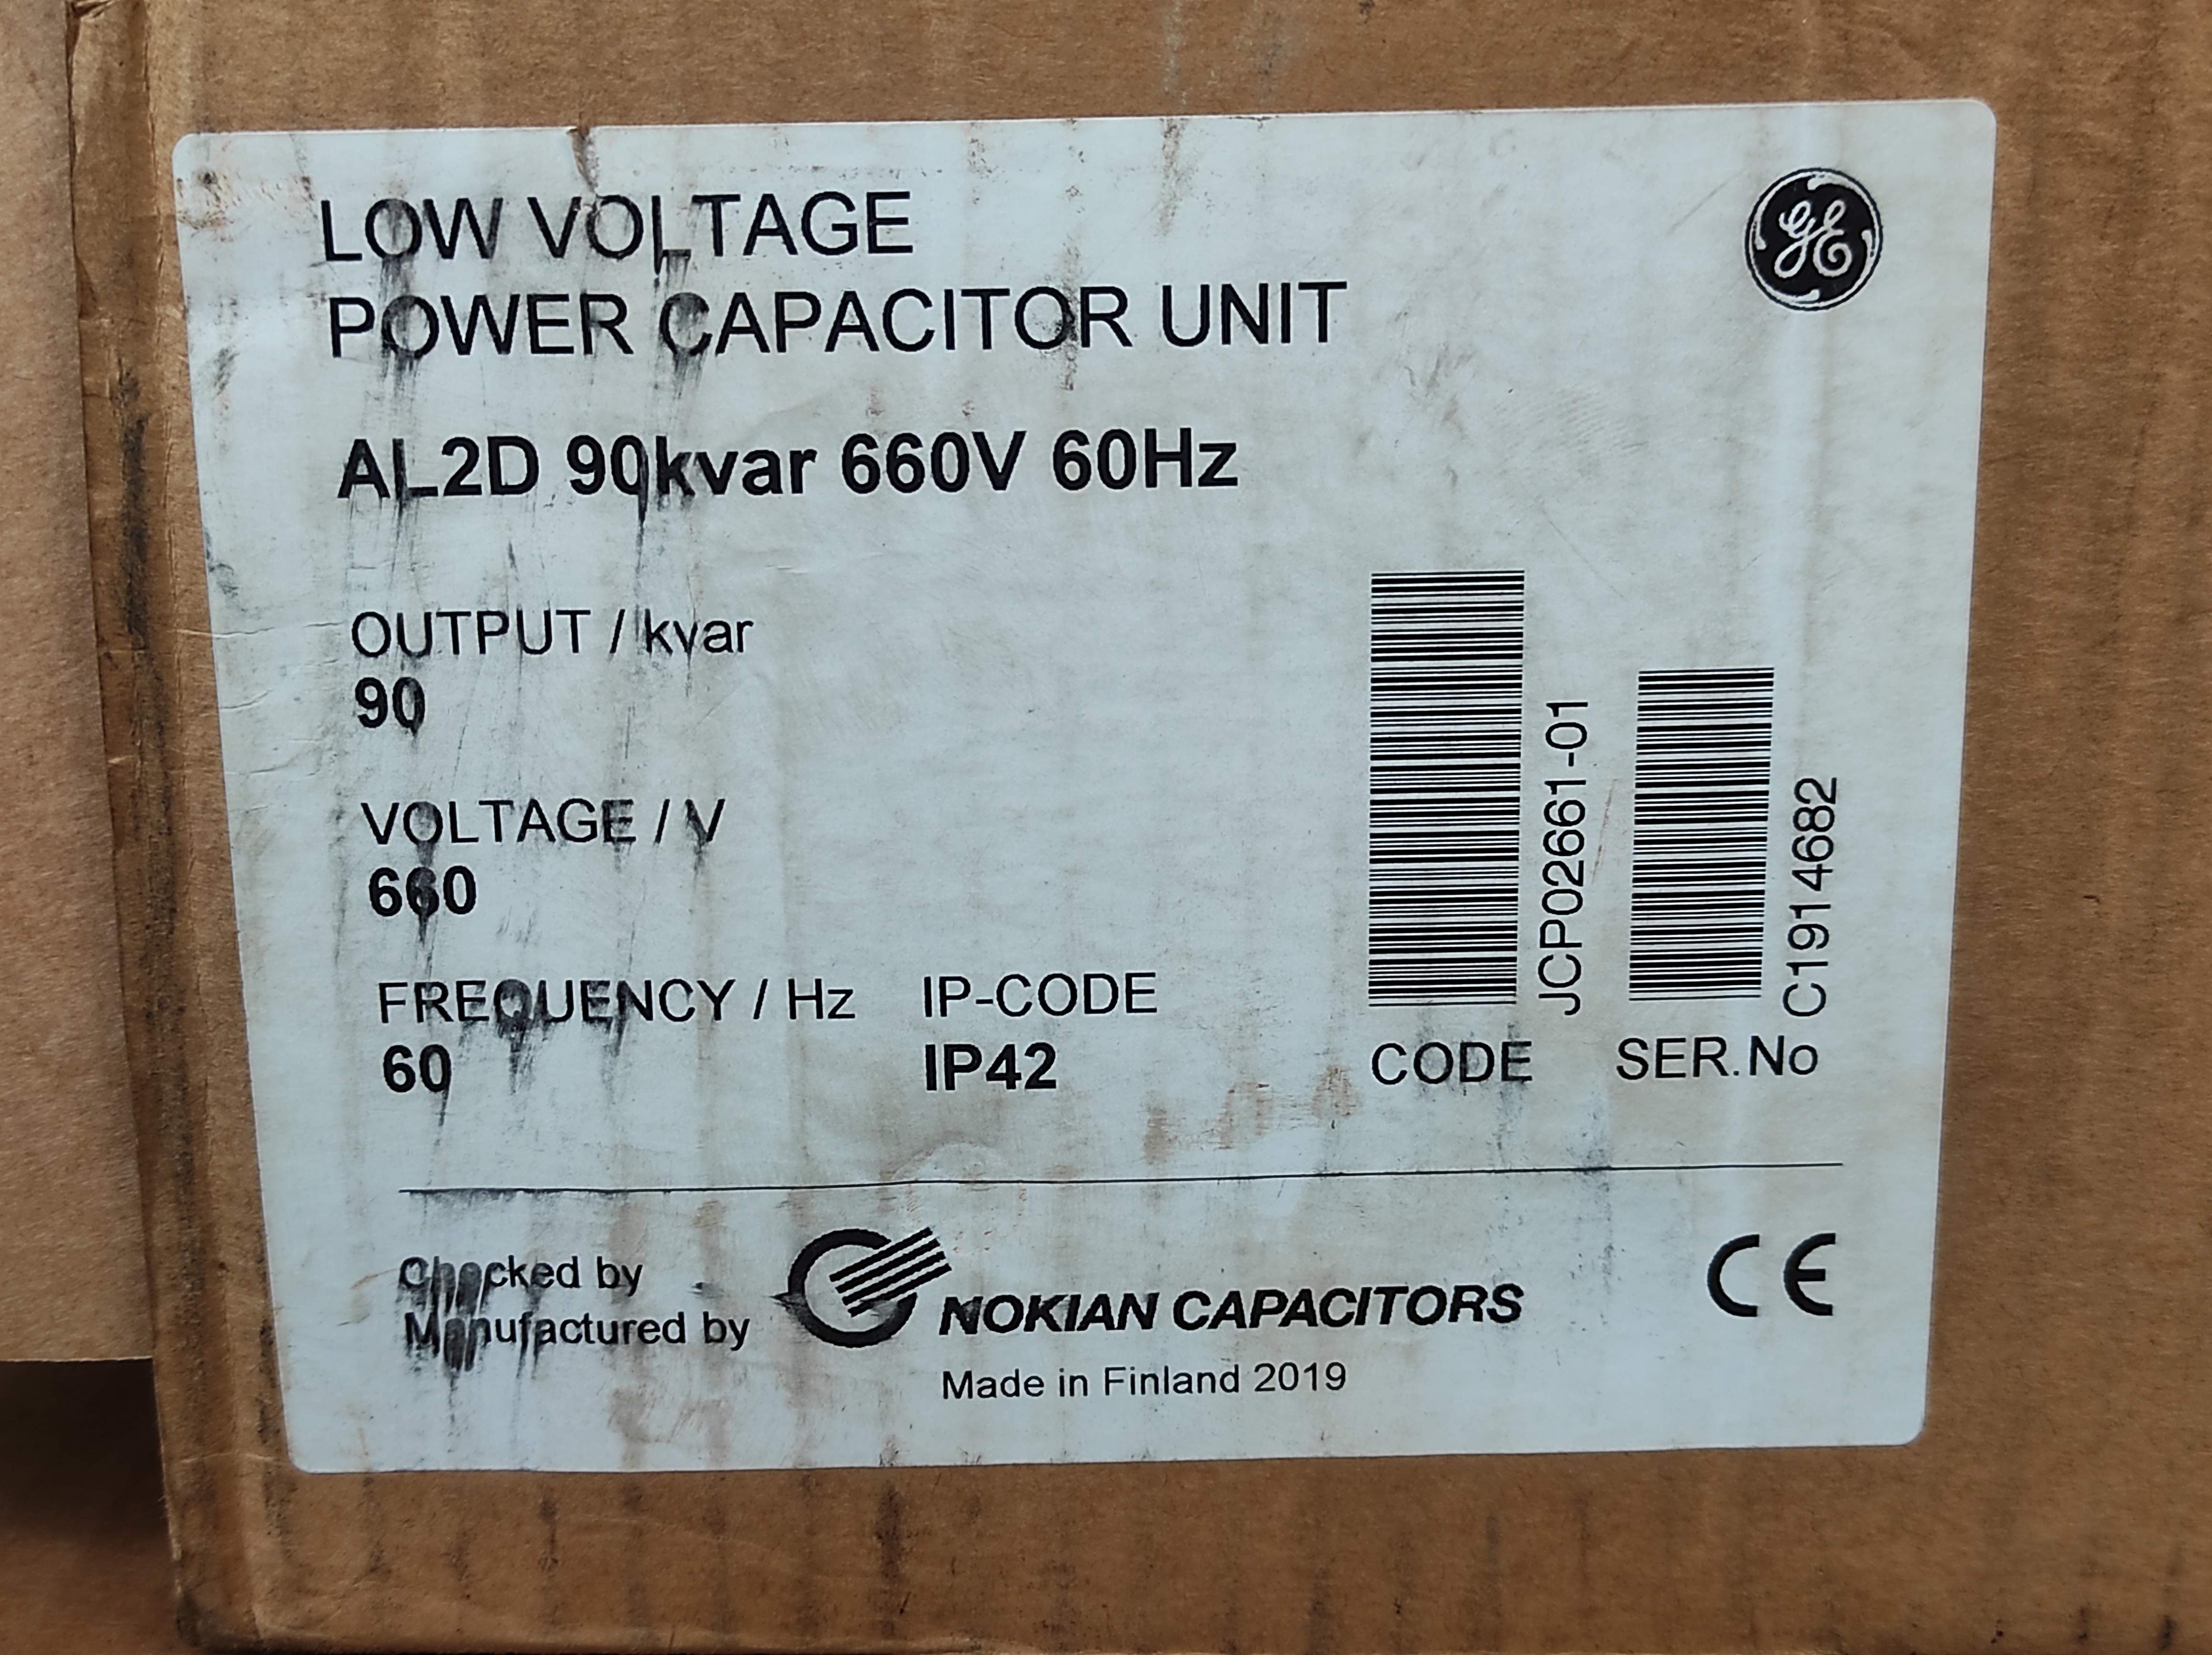 LOW VOLTAGE
POWER CAPACITOR UNIT
GE
AL2D 90kvar 660V 60Hz
OUTPUT / kvar
90
VOLTAGE / V
660
FREQUENCY / Hz
60
IP-CODE
IP42
JCP02661-01
CODE
C1914682
SER.No
Checked by
Manufactured by
NOKIAN CAPACITORS
Made in Finland 2019
CE